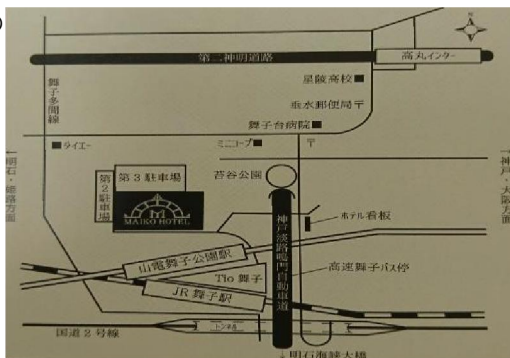 第二神明道路
高丸インター
星陵高校
垂水郵便局〒
舞子台病院
舞子多聞線
ダイエー
ミニコープ
〒
↑明石・姫路方面
神戸・大阪方面↑
第3駐車場
第2駐車場
苔谷公園
MAIKO HOTEL
ホテル看板
神戸淡路鳴門自動車道
山電舞子公園駅
Tio 舞子
高速舞子バス停
JR 舞子駅
国道2号線
トンネル
↓明石海峡大橋